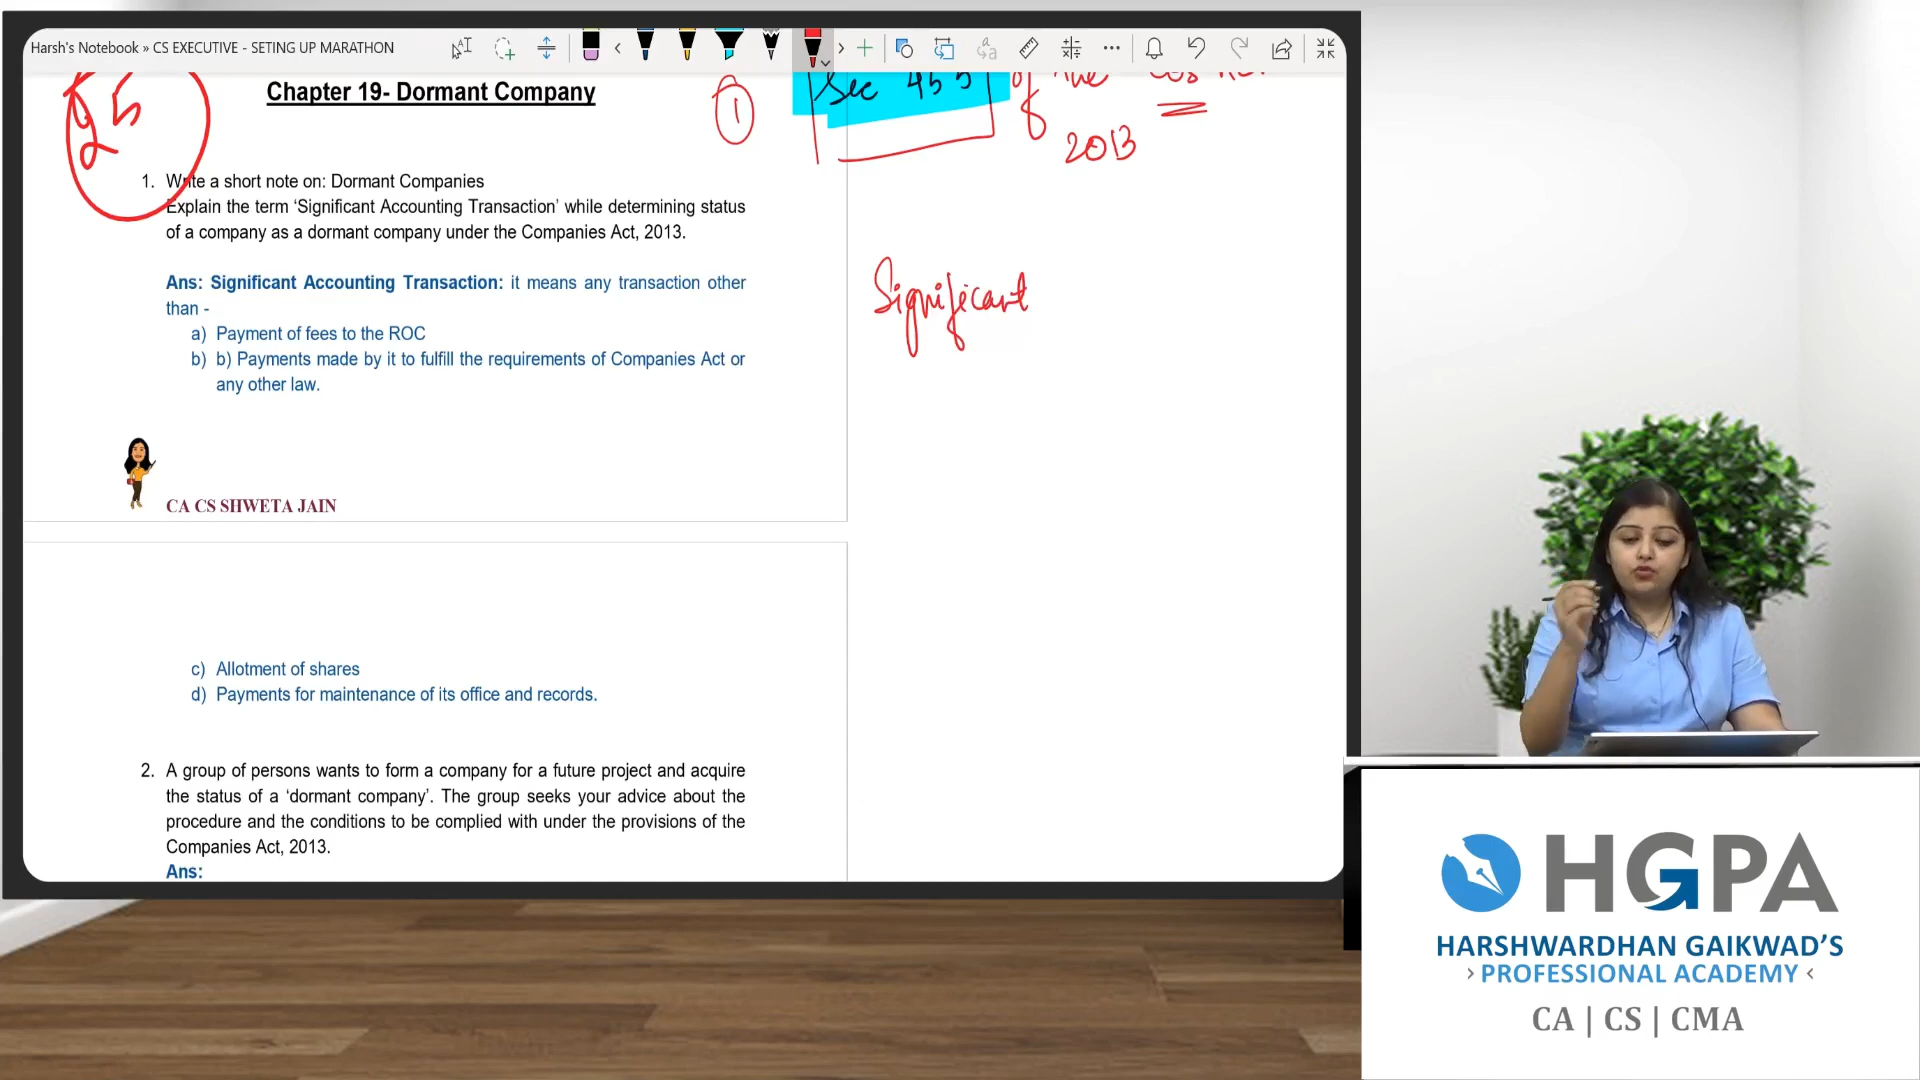 Harsh's Notebook » CS EXECUTIVE - SETING UP MARATHON
Chapter 19- Dormant Company
25
1
Sec 455 of the
2013
1. Write a short note on: Dormant Companies
Explain the term 'Significant Accounting Transaction' while determining status
of a company as a dormant company under the Companies Act, 2013.
Ans: Significant Accounting Transaction: it means any transaction other
than -
a) Payment of fees to the ROC
b) b) Payments made by it to fulfill the requirements of Companies Act or
any other law.
Significant
CA CS SHWETA JAIN
c) Allotment of shares
d) Payments for maintenance of its office and records.
2. A group of persons wants to form a company for a future project and acquire
the status of a 'dormant company'. The group seeks your advice about the
procedure and the conditions to be complied with under the provisions of the
Companies Act, 2013.
Ans:
HGPA
HARSHWARDHAN GAIKWAD'S
› PROFESSIONAL ACADEMY ‹
CA | CS | CMA